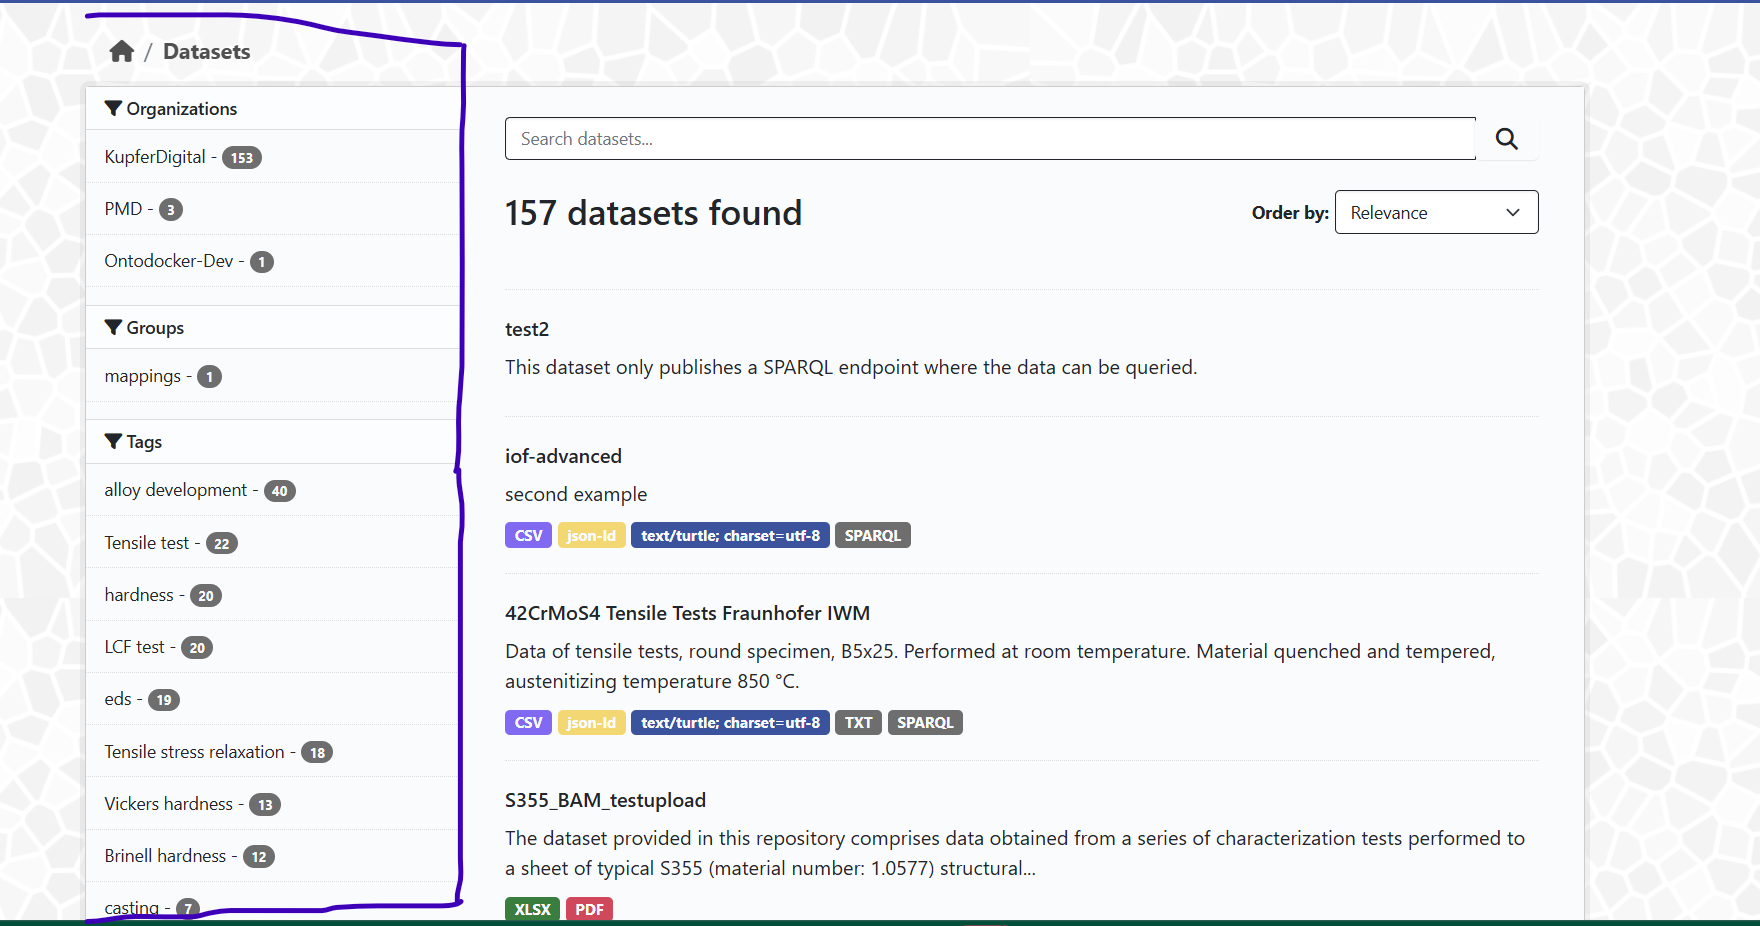 / Datasets
Organizations
KupferDigital - 153
PMD - 3
Ontodocker-Dev - 1
Groups
mappings - 1
Tags
alloy development - 40
Tensile test - 22
hardness - 20
LCF test - 20
eds - 19
Tensile stress relaxation - 18
Vickers hardness - 13
Brinell hardness - 12
casting - 7
Search datasets...
157 datasets found
Order by: Relevance
test2
This dataset only publishes a SPARQL endpoint where the data can be queried.
iof-advanced
second example
CSV json-ld text/turtle; charset=utf-8 SPARQL
42CrMoS4 Tensile Tests Fraunhofer IWM
Data of tensile tests, round specimen, B5x25. Performed at room temperature. Material quenched and tempered,
austenitizing temperature 850 °C.
CSV json-ld text/turtle; charset=utf-8 TXT SPARQL
S355_BAM_testupload
The dataset provided in this repository comprises data obtained from a series of characterization tests performed to
a sheet of typical S355 (material number: 1.0577) structural...
XLSX PDF